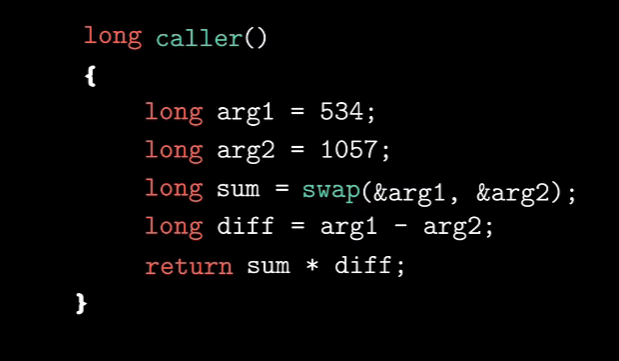 long caller()
{
long arg1 = 534;
long arg2 = 1057;
long sum = swap(&arg1, &arg2);
long diff = arg1 - arg2;
return sum * diff;
}